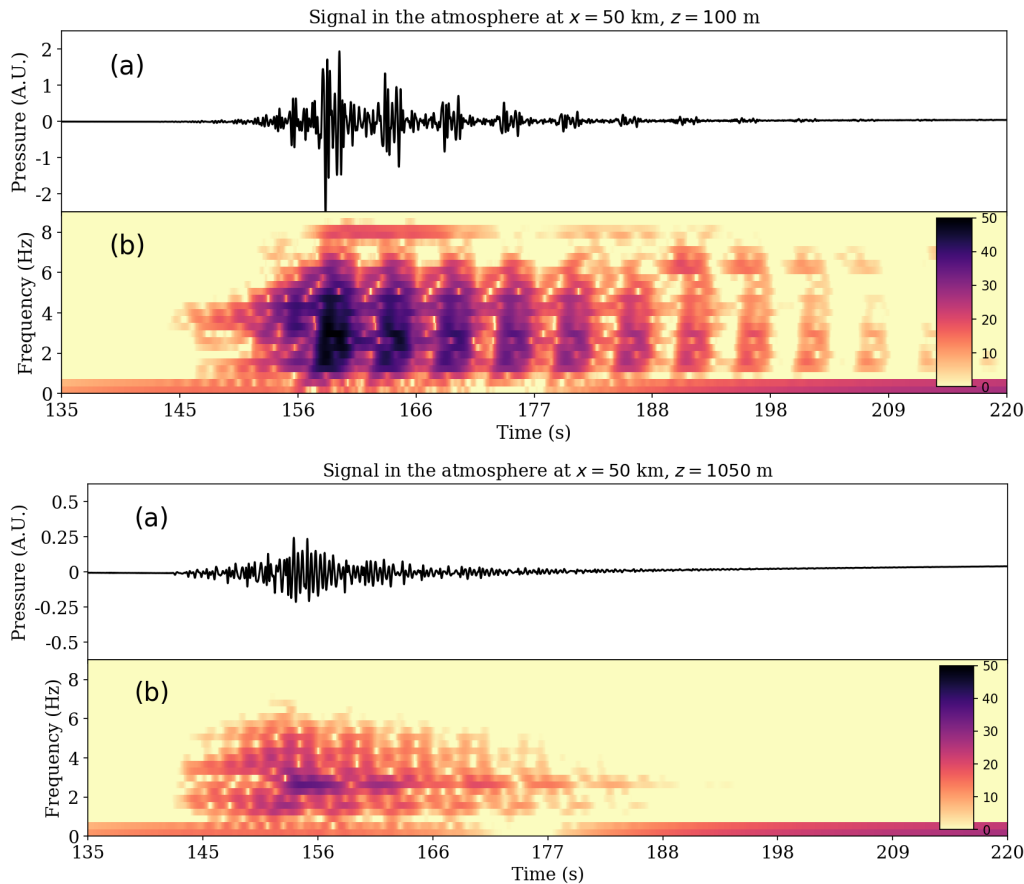 Signal in the atmosphere at x = 50 km, z = 100 m
Pressure (A.U.)
2
1
0
-1
-2
(a)
Frequency (Hz)
8
6
4
2
0
(b)
50
40
30
20
10
0
135 145 156 166 177 188 198 209 220
Time (s)
Signal in the atmosphere at x = 50 km, z = 1050 m
Pressure (A.U.)
0.5
0.25
0
-0.25
-0.5
(a)
Frequency (Hz)
8
6
4
2
0
(b)
50
40
30
20
10
0
135 145 156 166 177 188 198 209 220
Time (s)